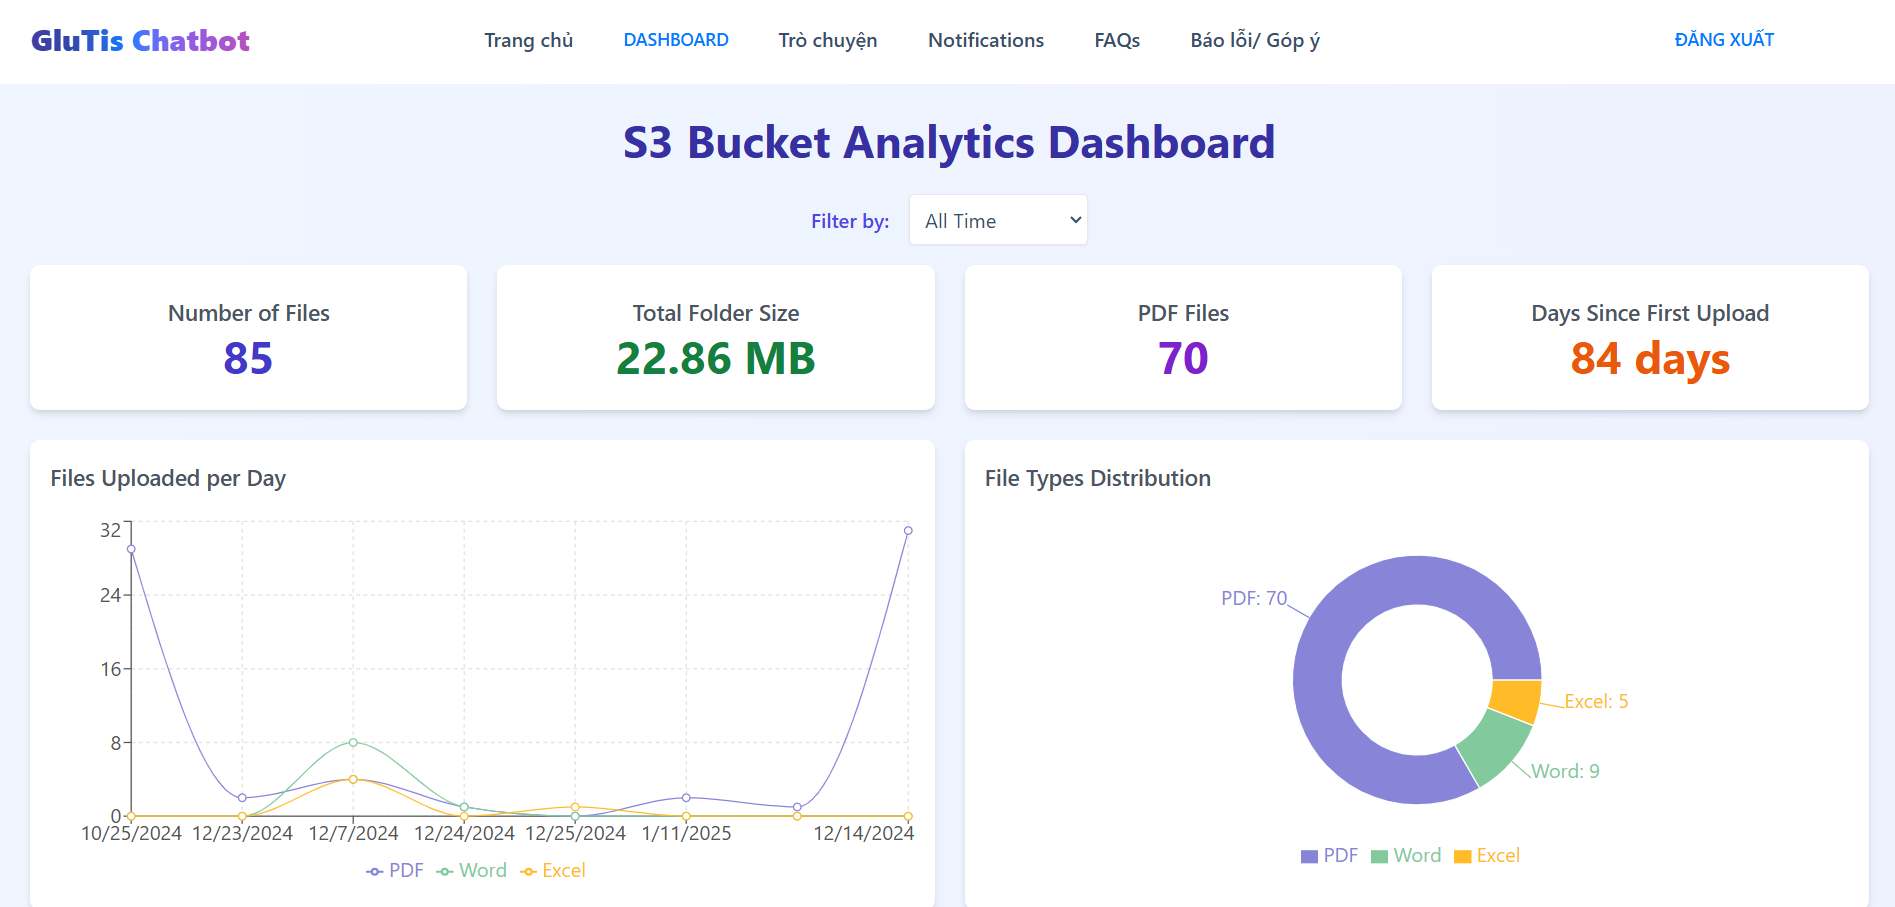 GluTis Chatbot
Trang chủ
DASHBOARD
Trò chuyện
Notifications
FAQs
Báo lỗi/ Góp ý
ĐĂNG XUẤT
S3 Bucket Analytics Dashboard
Filter by:
All Time
Number of Files
85
Total Folder Size
22.86 MB
PDF Files
70
Days Since First Upload
84 days
Files Uploaded per Day
32
24
16
8
0
10/25/2024
12/23/2024
12/7/2024
12/24/2024
12/25/2024
1/11/2025
12/14/2024
PDF
Word
Excel
File Types Distribution
PDF: 70
Excel: 5
Word: 9
PDF
Word
Excel